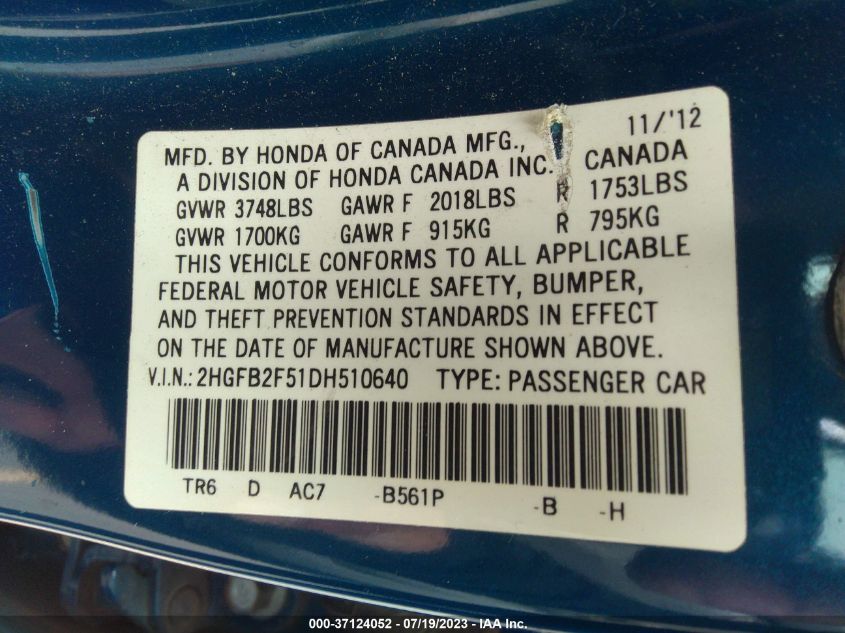 11/'12
MFD. BY HONDA OF CANADA MFG.,
A DIVISION OF HONDA CANADA INC. CANADA
GVWR 3748LBS GAWR F 2018LBS R 1753LBS
GVWR 1700KG GAWR F 915KG R 795KG
THIS VEHICLE CONFORMS TO ALL APPLICABLE
FEDERAL MOTOR VEHICLE SAFETY, BUMPER,
AND THEFT PREVENTION STANDARDS IN EFFECT
ON THE DATE OF MANUFACTURE SHOWN ABOVE.
V.I.N.: 2HGFB2F51DH510640 TYPE: PASSENGER CAR
TR6 D AC7 -B561P -B -H
000-37124052 - 07/19/2023 - IAA Inc.